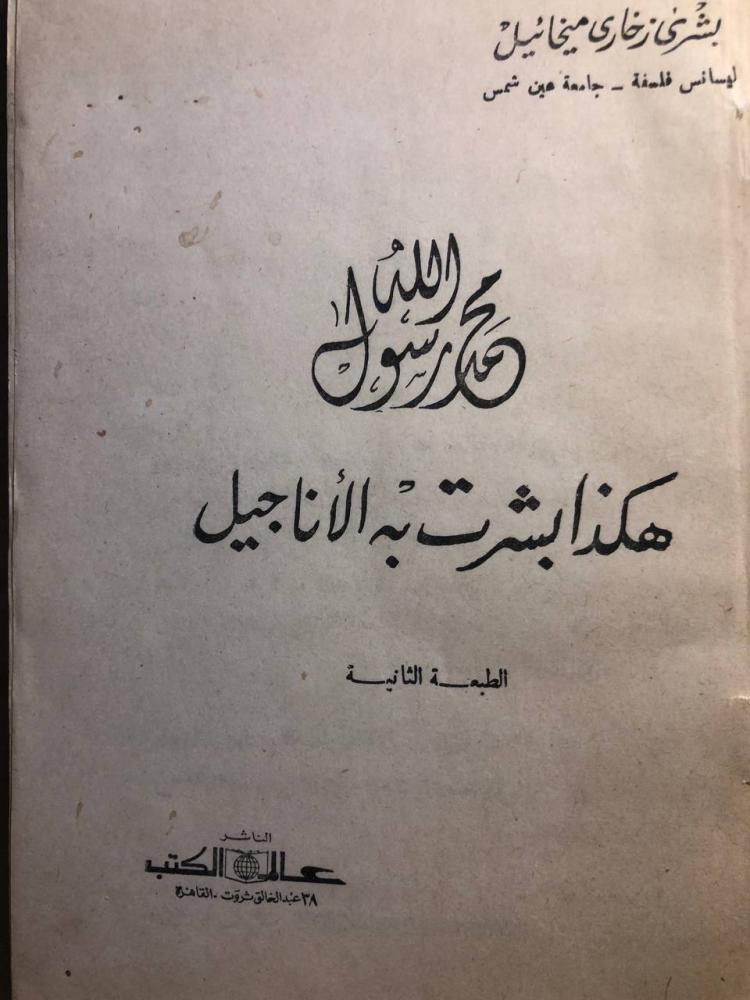 بشرى زخارى ميخائيل
ليسانس فلسفة - جامعة عين شمس
محمد رسول الله
هكذا بشرت به الأناجيل
الطبعة الثانية
الناشر
عالم الكتب
٣٨ عبد الخالق ثروت - القاهرة